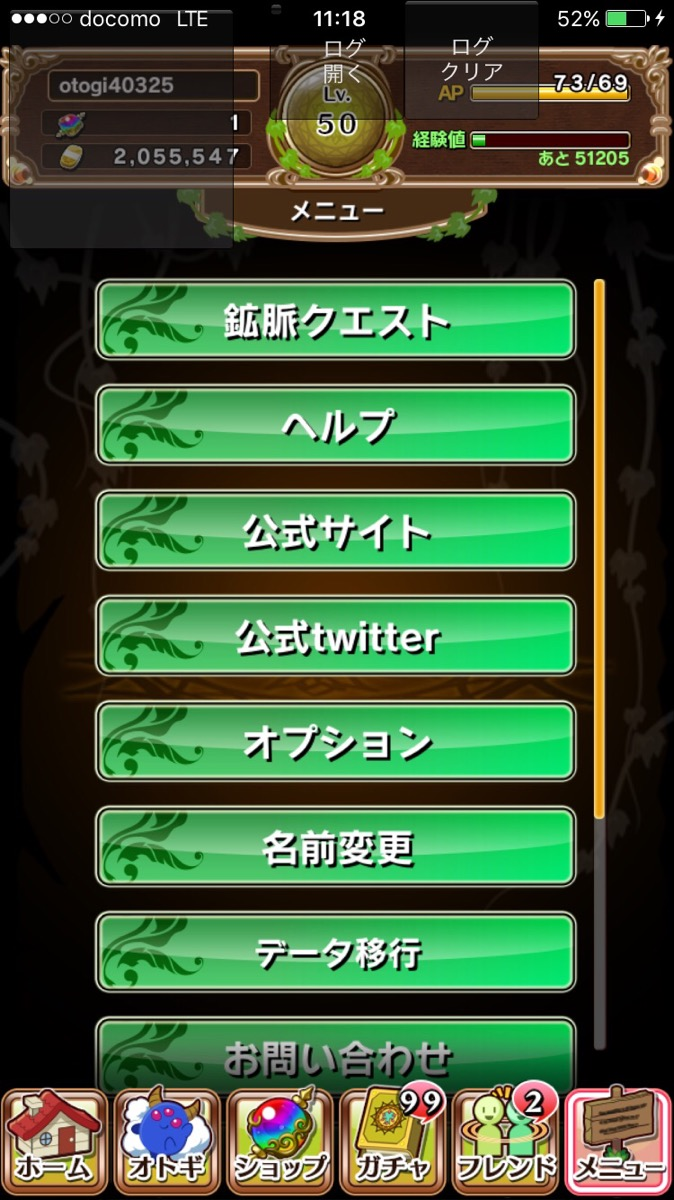 docomo LTE 11:18 52%
ログ
開く
ログ
クリア
otogi40325
Lv.
50
AP 73/69
1
経験値
2,055,547
あと51205
メニュー
鉱脈クエスト
ヘルプ
公式サイト
公式twitter
オプション
名前変更
データ移行
お問い合わせ
99
2
ホーム オトギ ショップ ガチャ フレンド メニュー